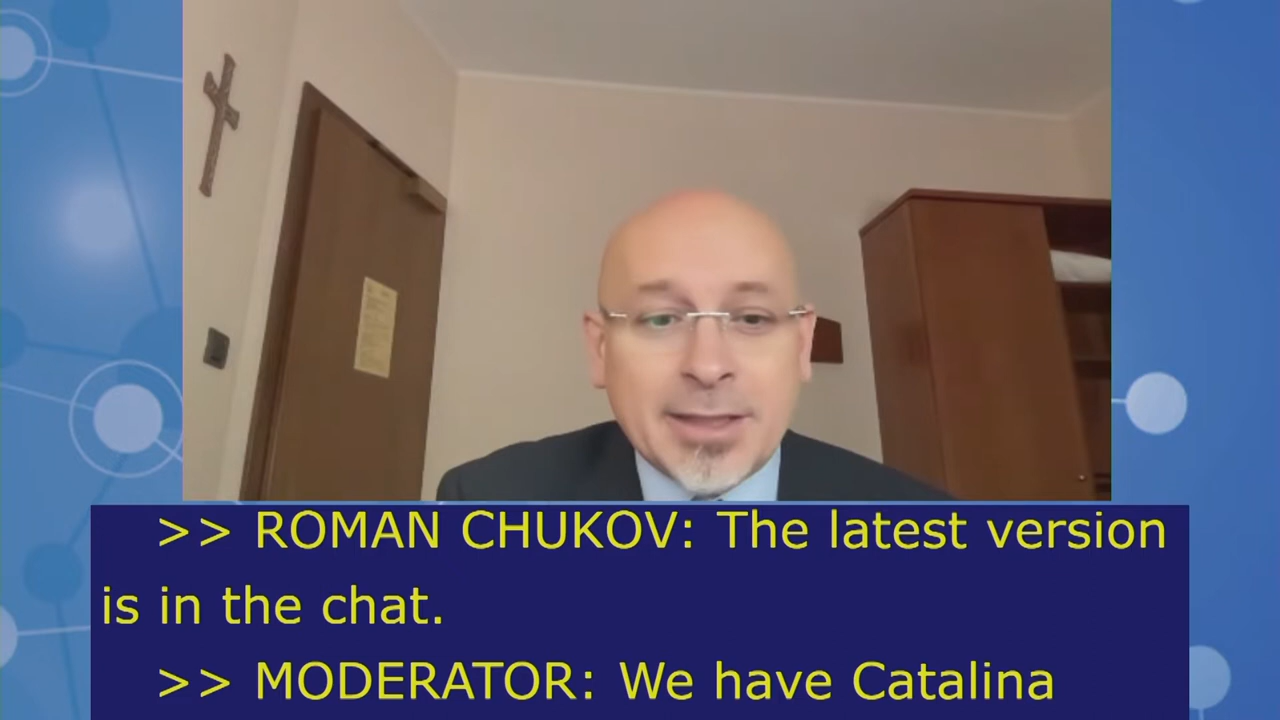 >> ROMAN CHUKOV: The latest version
is in the chat.
>> MODERATOR: We have Catalina